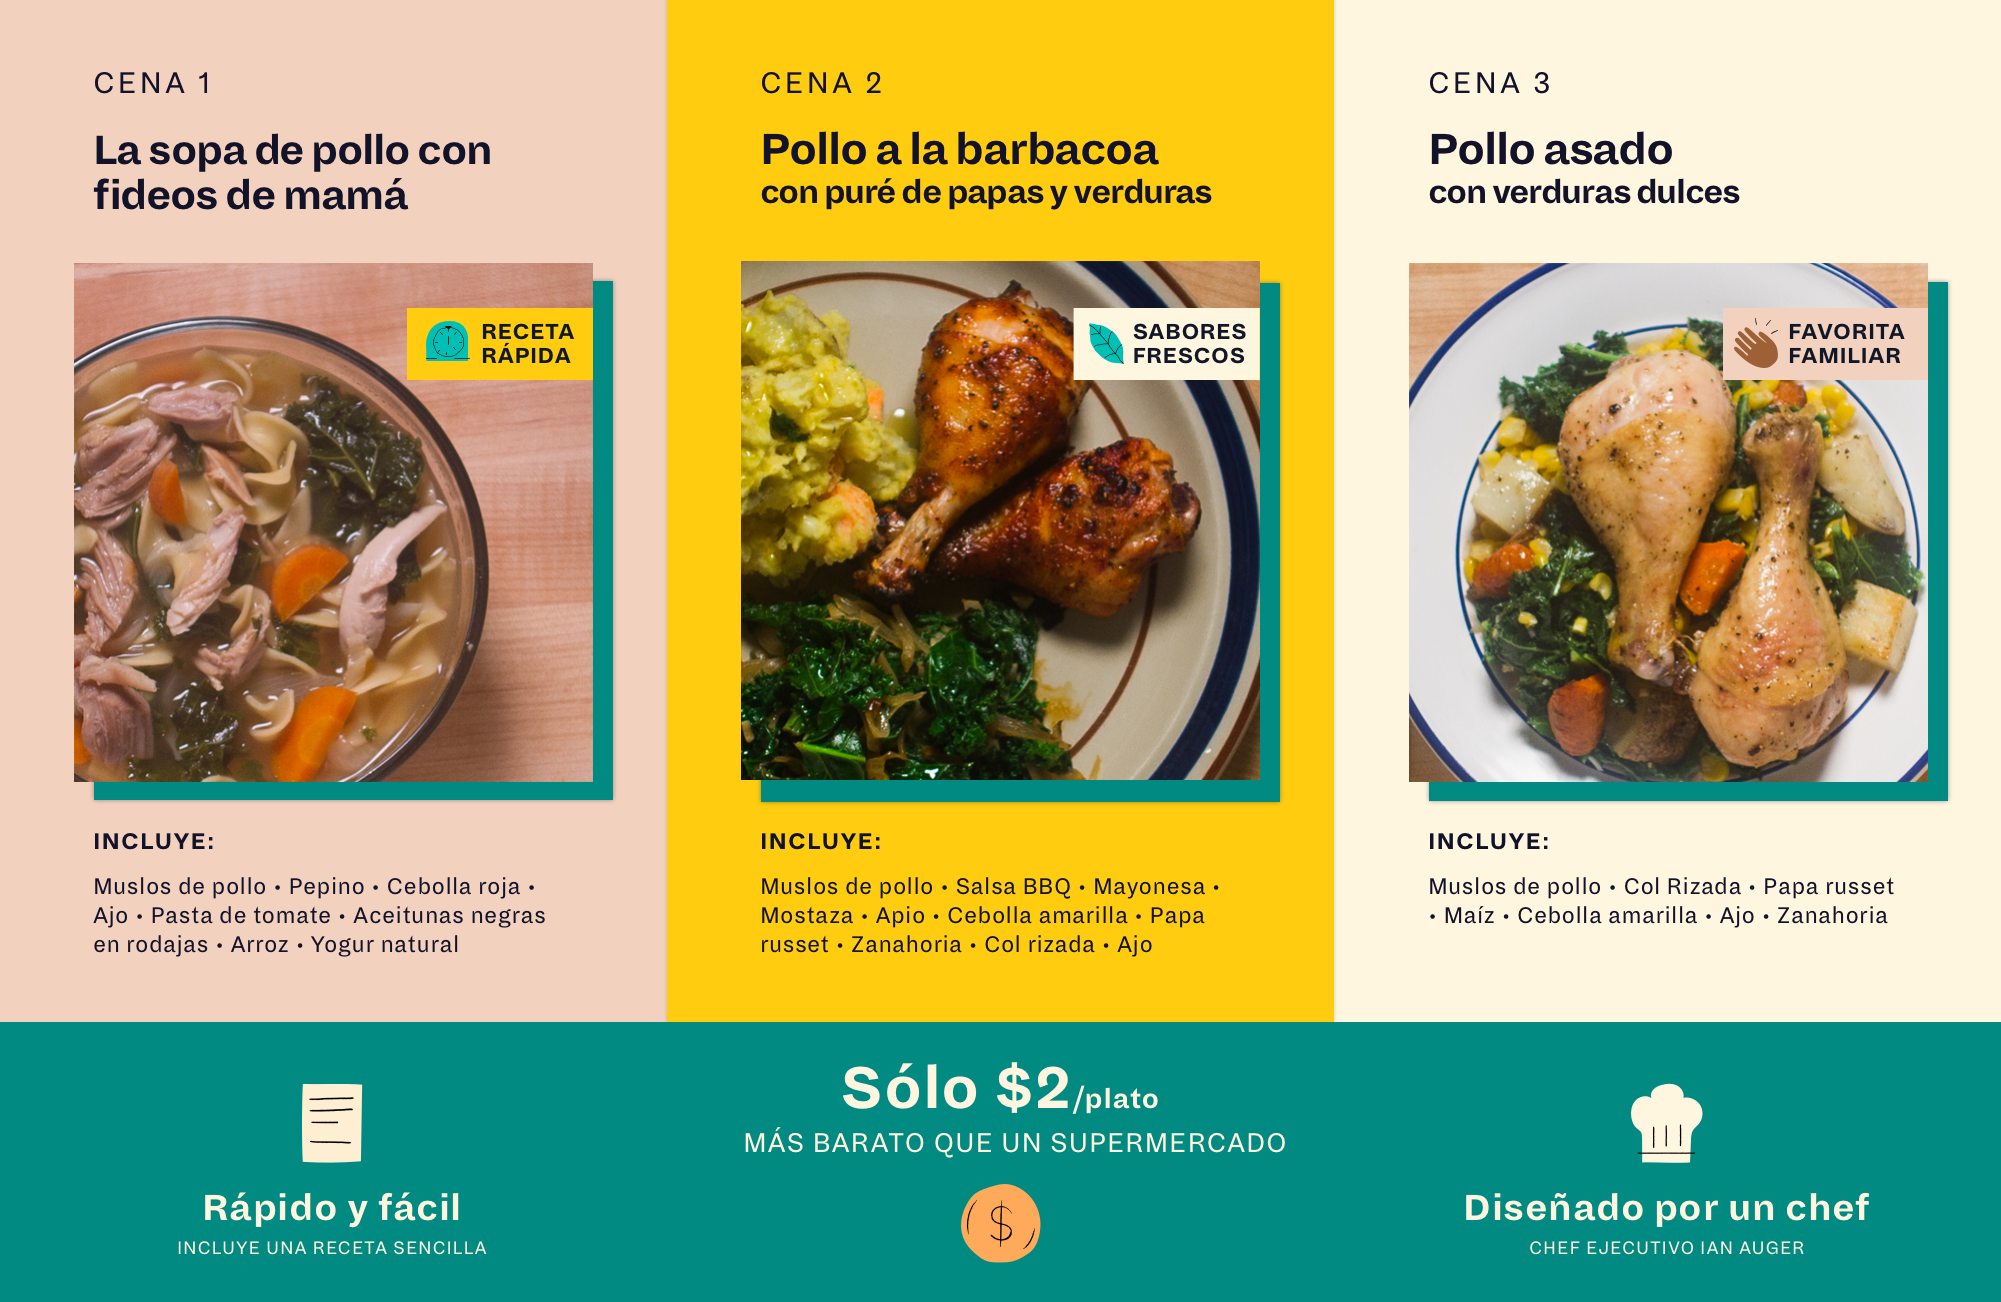 CENA 1
La sopa de pollo con
fideos de mamá
RECETA
RÁPIDA
INCLUYE:
Muslos de pollo • Pepino • Cebolla roja •
Ajo • Pasta de tomate • Aceitunas negras
en rodajas • Arroz • Yogur natural
CENA 2
Pollo a la barbacoa
con puré de papas y verduras
SABORES
FRESCOS
INCLUYE:
Muslos de pollo • Salsa BBQ • Mayonesa •
Mostaza • Apio • Cebolla amarilla • Papa
russet • Zanahoria • Col rizada • Ajo
CENA 3
Pollo asado
con verduras dulces
FAVORITA
FAMILIAR
INCLUYE:
Muslos de pollo • Col Rizada • Papa russet
• Maíz • Cebolla amarilla • Ajo • Zanahoria
Rápido y fácil
INCLUYE UNA RECETA SENCILLA
Sólo $2/plato
MÁS BARATO QUE UN SUPERMERCADO
$
Diseñado por un chef
CHEF EJECUTIVO IAN AUGER